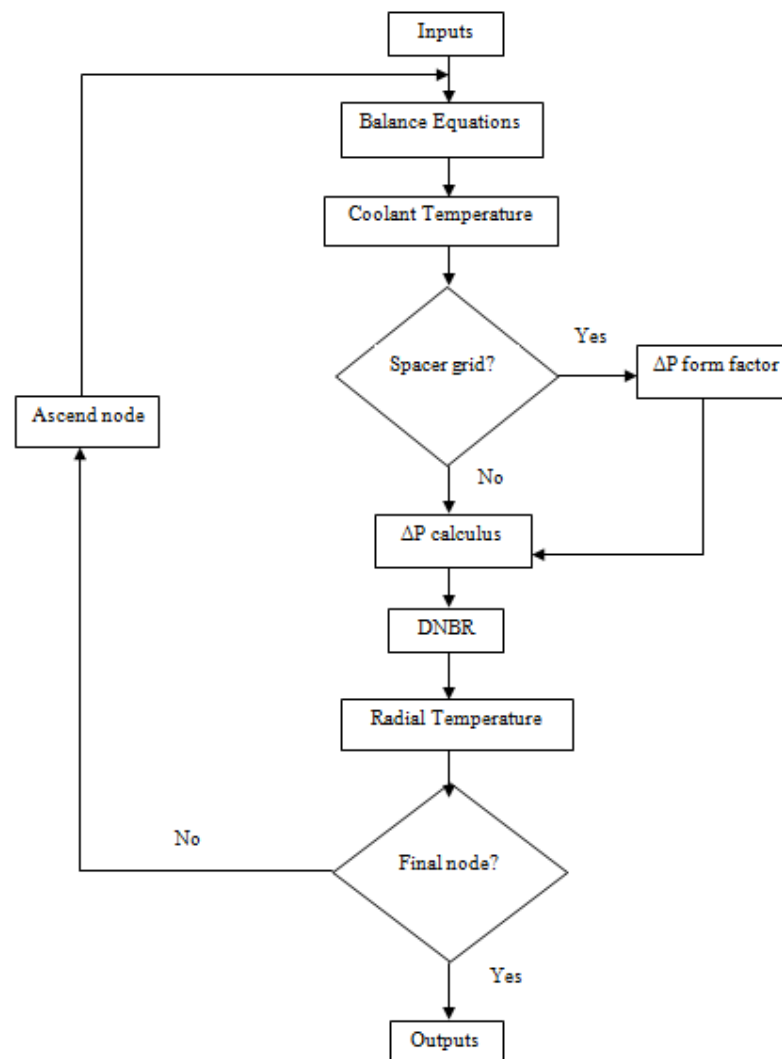 Inputs
Balance Equations
Coolant Temperature
Yes
Spacer grid?
ΔP form factor
Ascend node
No
ΔP calculus
DNBR
Radial Temperature
No
Final node?
Yes
Outputs